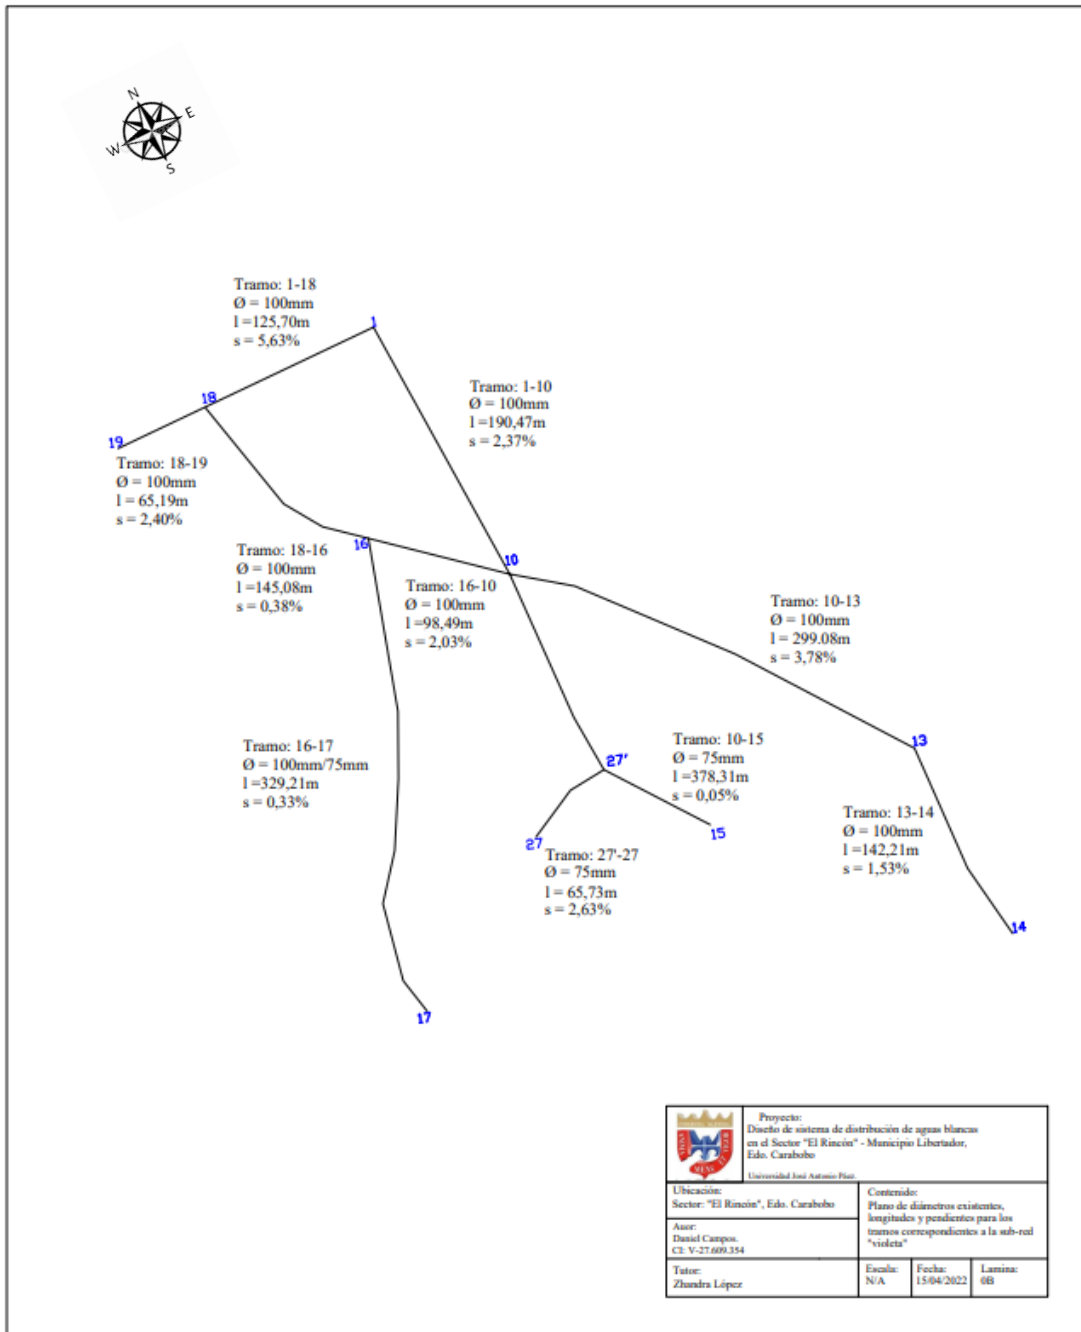 N
E
W
S
Tramo: 1-18
Ø = 100mm
l =125,70m
s = 5,63%
1
Tramo: 1-10
Ø = 100mm
l =190,47m
s = 2,37%
18
19
Tramo: 18-19
Ø = 100mm
l = 65,19m
s = 2,40%
Tramo: 18-16
Ø = 100mm
l =145,08m
s = 0,38%
16
10
Tramo: 16-10
Ø = 100mm
l =98,49m
s = 2,03%
Tramo: 10-13
Ø = 100mm
l = 299.08m
s = 3,78%
13
Tramo: 16-17
Ø = 100mm/75mm
l =329,21m
s = 0,33%
Tramo: 10-15
Ø = 75mm
l =378,31m
s = 0,05%
27'
15
27
Tramo: 27'-27
Ø = 75mm
l = 65,73m
s = 2,63%
Tramo: 13-14
Ø = 100mm
l =142,21m
s = 1,53%
14
17
Proyecto:
Diseño de sistema de distribución de aguas blancas
en el Sector "El Rincón" - Municipio Libertador,
Edo. Carabobo
Universidad José Antonio Páez.
Ubicación:
Sector: "El Rincón", Edo. Carabobo
Contenido:
Plano de diámetros existentes,
longitudes y pendientes para los
tramos correspondientes a la sub-red
"violeta"
Daniel Campos.
CI: V-27.609.354
Tutor:
Zhandra López
Escala:
N/A
Fecha:
15/04/2022
Lamina:
0B